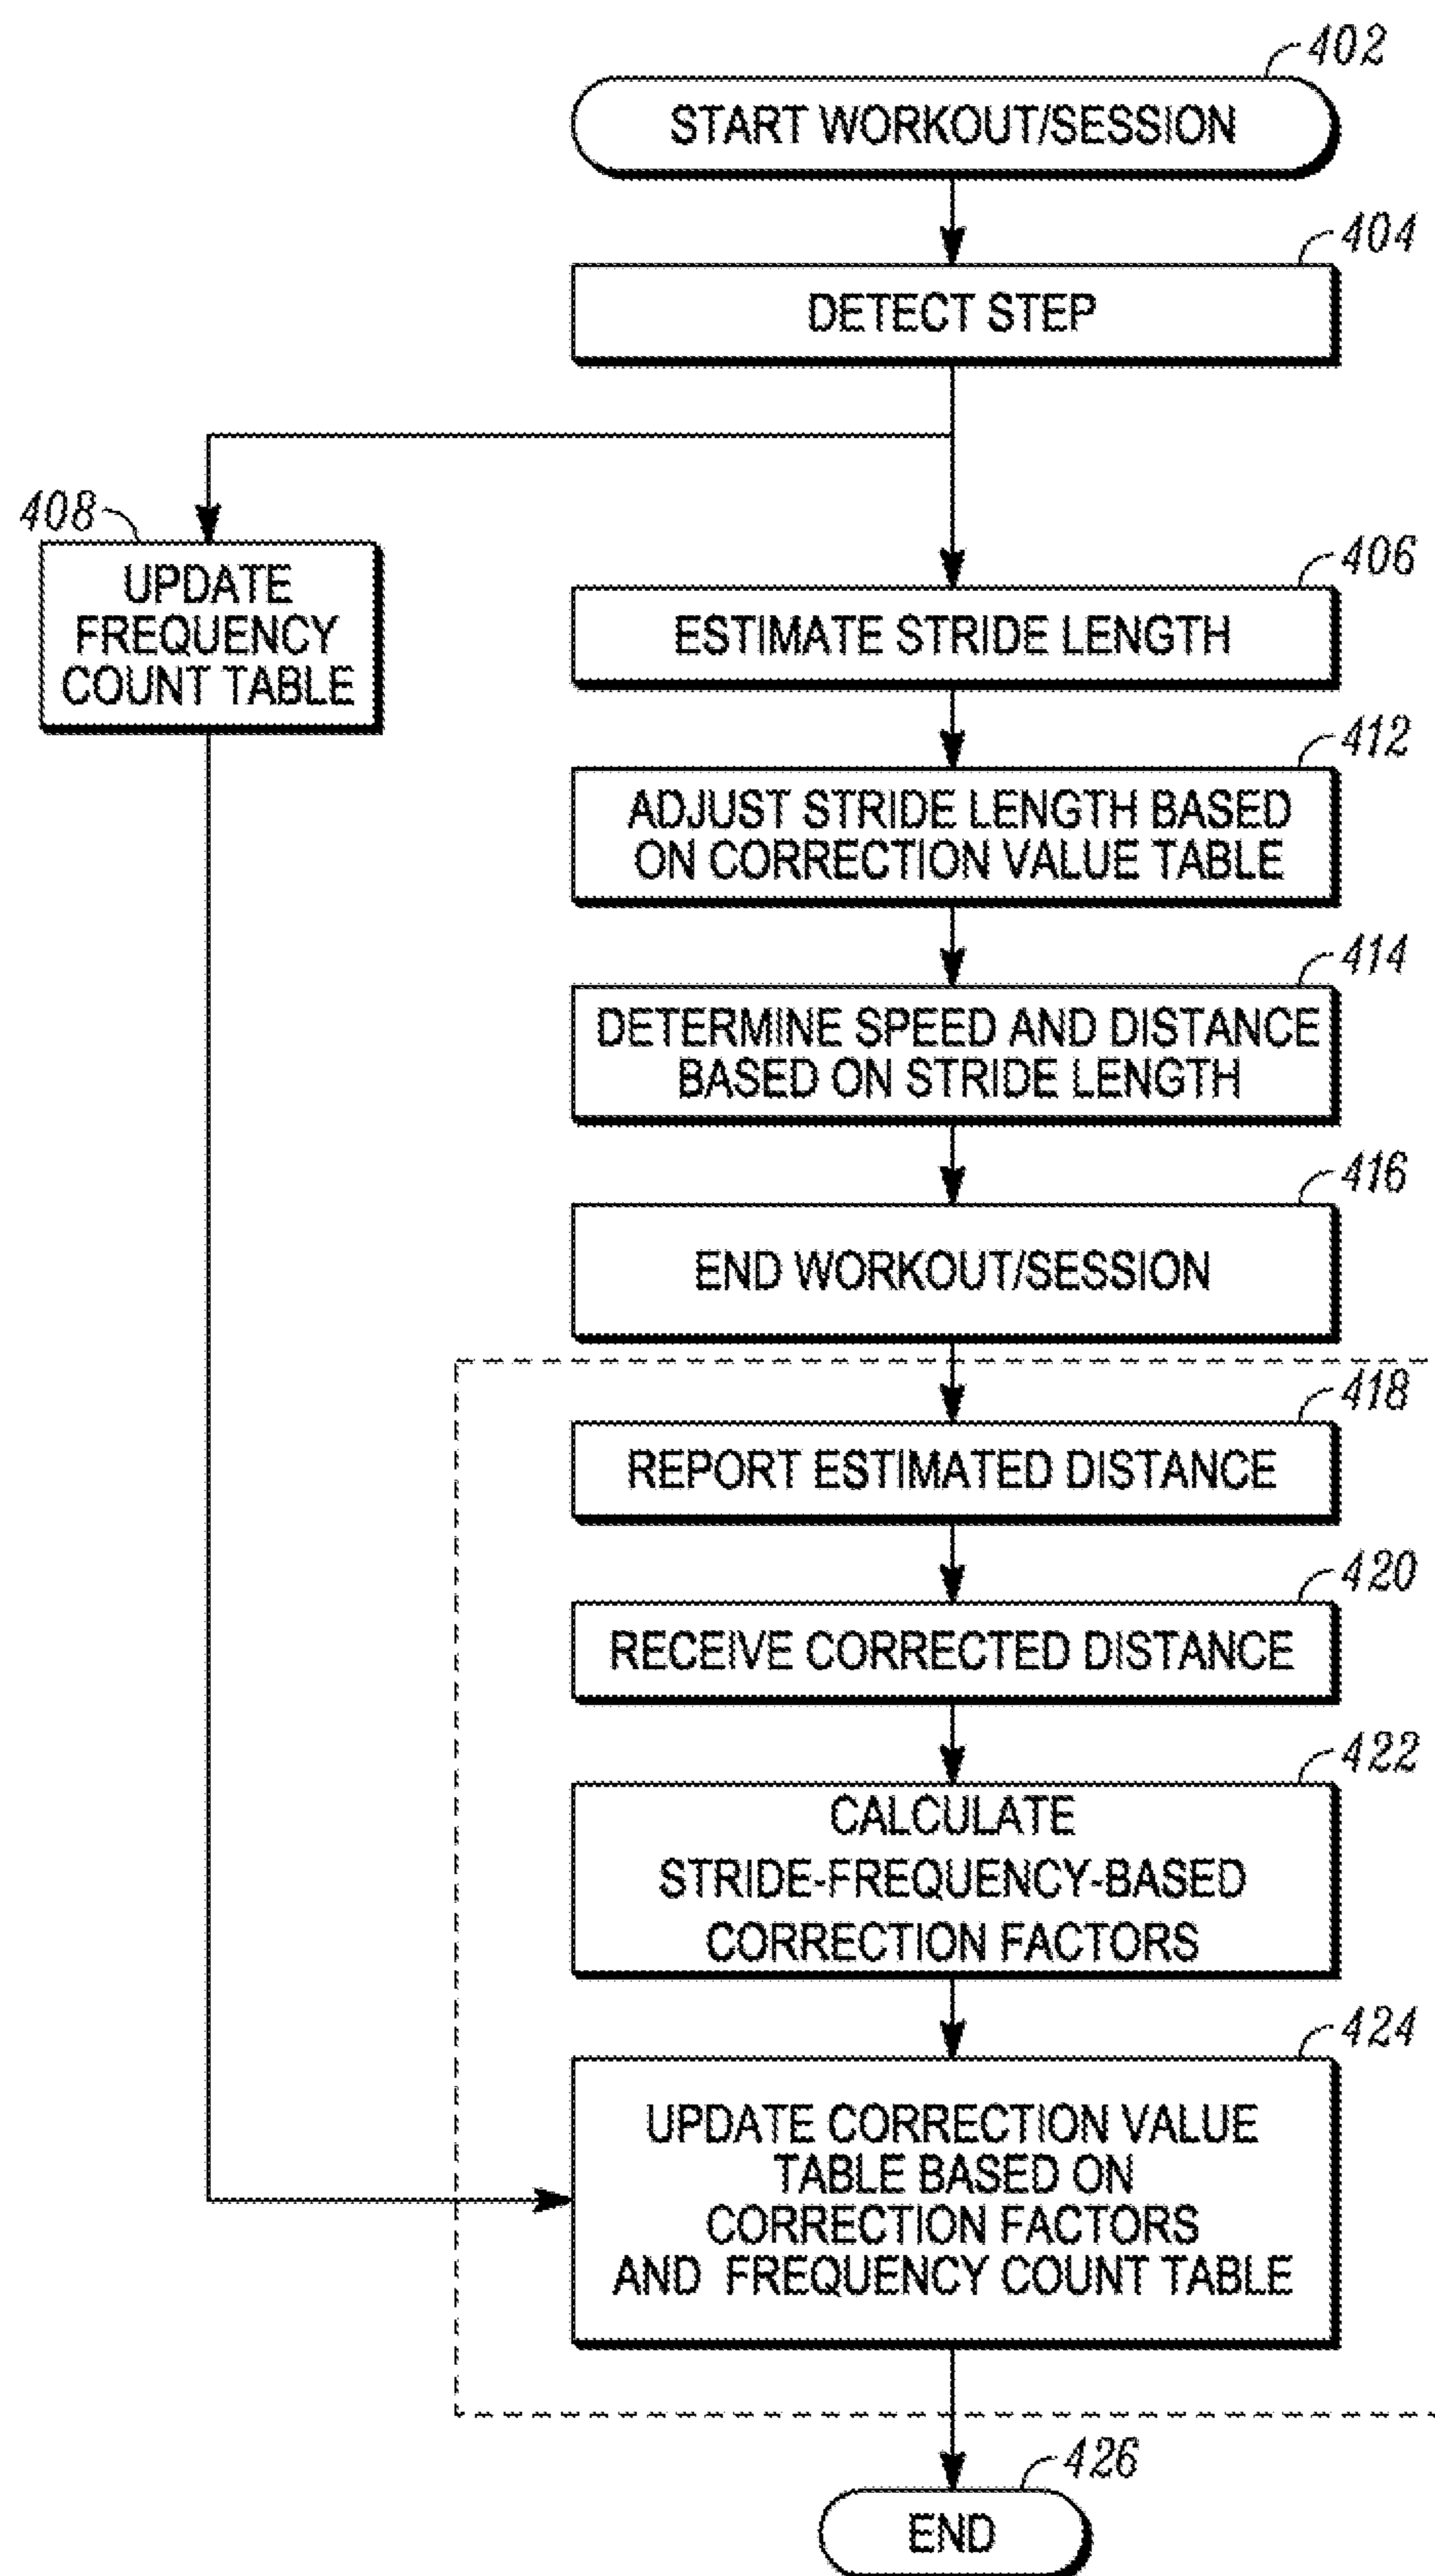 402
START WORKOUT/SESSION
404
DETECT STEP
408
UPDATE
FREQUENCY
COUNT TABLE
406
ESTIMATE STRIDE LENGTH
412
ADJUST STRIDE LENGTH BASED
ON CORRECTION VALUE TABLE
414
DETERMINE SPEED AND DISTANCE
BASED ON STRIDE LENGTH
416
END WORKOUT/SESSION
418
REPORT ESTIMATED DISTANCE
420
RECEIVE CORRECTED DISTANCE
422
CALCULATE
STRIDE-FREQUENCY-BASED
CORRECTION FACTORS
424
UPDATE CORRECTION VALUE
TABLE BASED ON
CORRECTION FACTORS
AND FREQUENCY COUNT TABLE
426
END